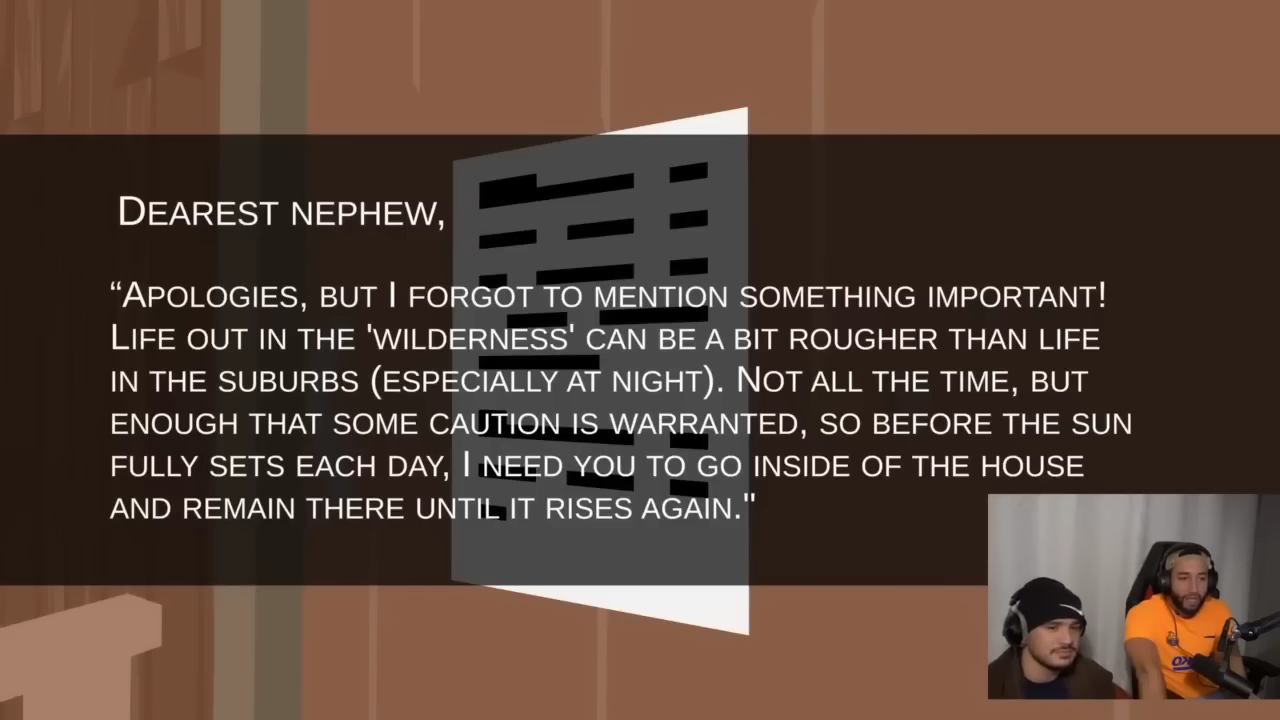 Dearest nephew,
“Apologies, but I forgot to mention something important!
Life out in the 'wilderness' can be a bit rougher than life
in the suburbs (especially at night). Not all the time, but
enough that some caution is warranted, so before the sun
fully sets each day, I need you to go inside of the house
and remain there until it rises again."